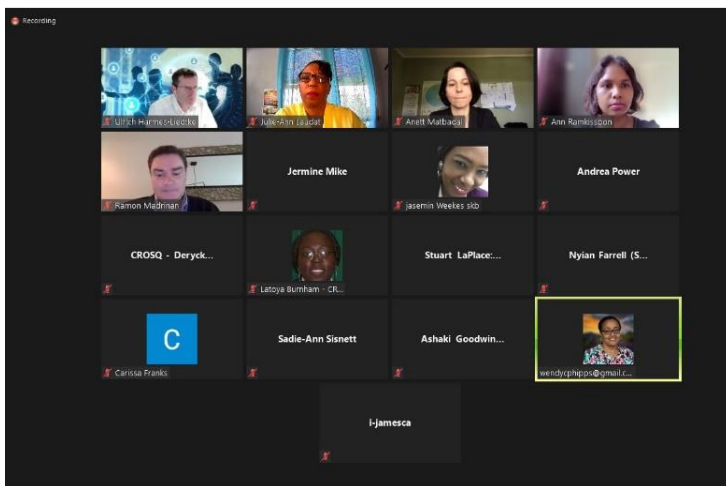 Recording
Ulrich Harmes-Liedtke
Julie-Ann Laudat
Anett Matbadal
Ann Ramkissoon
Ramon Madrinan
Jermine Mike
jasemin Weekes skb
Andrea Power
CROSQ - Deryck...
Latoya Burnham - CR...
Stuart LaPlace:...
Nyian Farrell (S...
C
Carissa Franks
Sadie-Ann Sisnett
Ashaki Goodwin...
wendycphipps@gmail.c...
i-jamesca